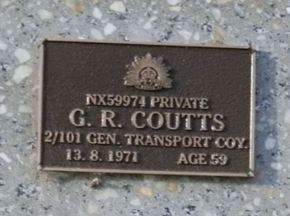 NX59974 PRIVATE
G. R. COUTTS
2/101 GEN. TRANSPORT COY.
13. 8. 1971 AGE 59